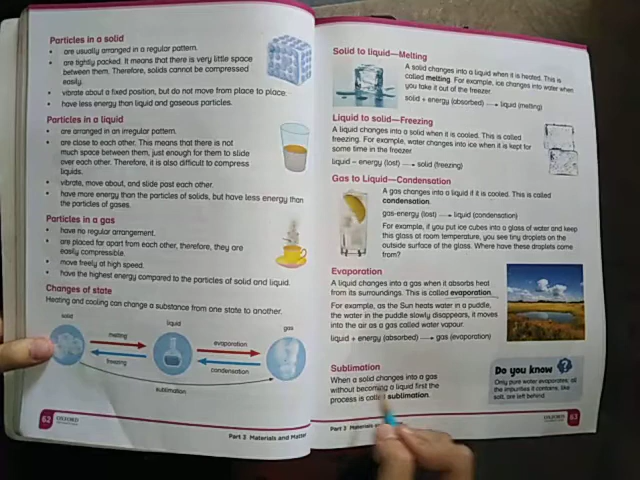 Particles in a solid
• are usually arranged in a regular pattern.
• are tightly packed. It means that there is very little space
between them. Therefore, solids cannot be compressed
easily.
• vibrate about a fixed position, but do not move from place to place.
• have less energy than liquid and gaseous particles.
Particles in a liquid
• are arranged in an irregular pattern.
• are close to each other. This means that there is not
much space between them, just enough for them to slide
over each other. Therefore, it is also difficult to compress
liquids.
• vibrate, move about, and slide past each other.
• have more energy than the particles of solids, but have less energy than
the particles of gases.
Particles in a gas
• have no regular arrangement.
• are placed far apart from each other, therefore, they are
easily compressible.
• move freely at high speed.
• have the highest energy compared to the particles of solid and liquid.
Changes of state
Heating and cooling can change a substance from one state to another.
solid
liquid
gas
melting
evaporation
freezing
condensation
sublimation
62
OXFORD
Part 3 Materials and Matter
Solid to liquid—Melting
A solid changes into a liquid when it is heated. This is
called melting. For example, ice changes into water when
you take it out of the freezer.
solid + energy (absorbed) → liquid (melting)
Liquid to solid—Freezing
A liquid changes into a solid when it is cooled. This is called
freezing. For example, water changes into ice when it is kept for
some time in the freezer.
liquid – energy (lost) → solid (freezing)
Gas to Liquid—Condensation
A gas changes into a liquid if it is cooled. This is called
condensation.
gas-energy (lost) → liquid (condensation)
For example, if you put ice cubes into a glass of water and keep
this glass at room temperature, you see tiny droplets on the
outside surface of the glass. Where have these droplets come
from?
Evaporation
A liquid changes into a gas when it absorbs heat
from its surroundings. This is called evaporation.
For example, as the Sun heats water in a puddle,
the water in the puddle slowly disappears, it moves
into the air as a gas called water vapour.
liquid + energy (absorbed) → gas (evaporation)
Sublimation
When a solid changes into a gas
without becoming a liquid first the
process is called sublimation.
Do you know ?
Only pure water evaporates; all
the impurities it contains, like
salt, are left behind.
Part 3 Materials
OXFORD
63